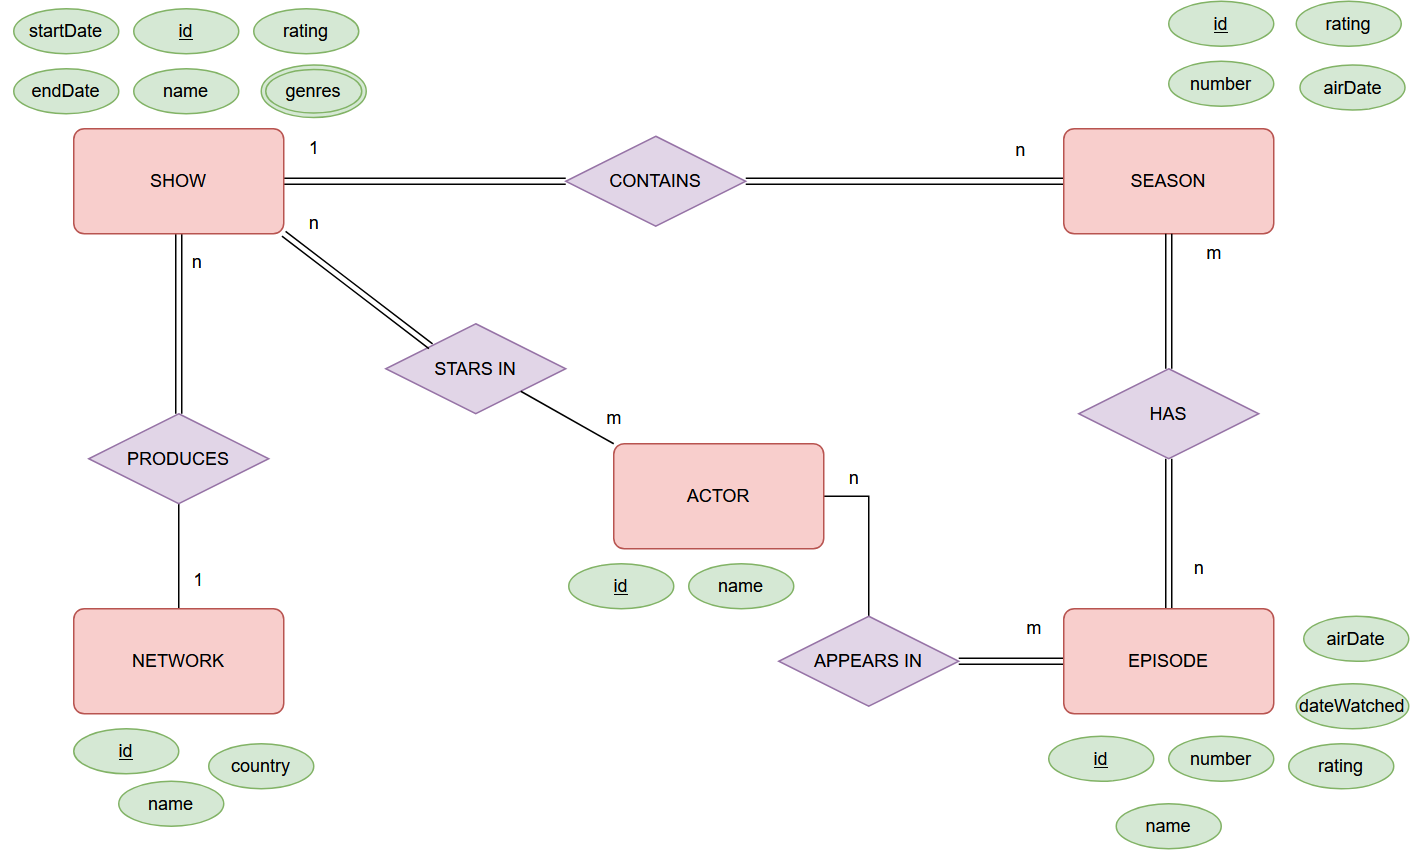 startDate
id
rating
endDate
name
genres
id
rating
number
airDate
SHOW
1
CONTAINS
n
SEASON
n
n
m
STARS IN
m
HAS
PRODUCES
ACTOR
n
id
name
1
n
NETWORK
APPEARS IN
m
EPISODE
airDate
dateWatched
id
country
name
id
number
rating
name